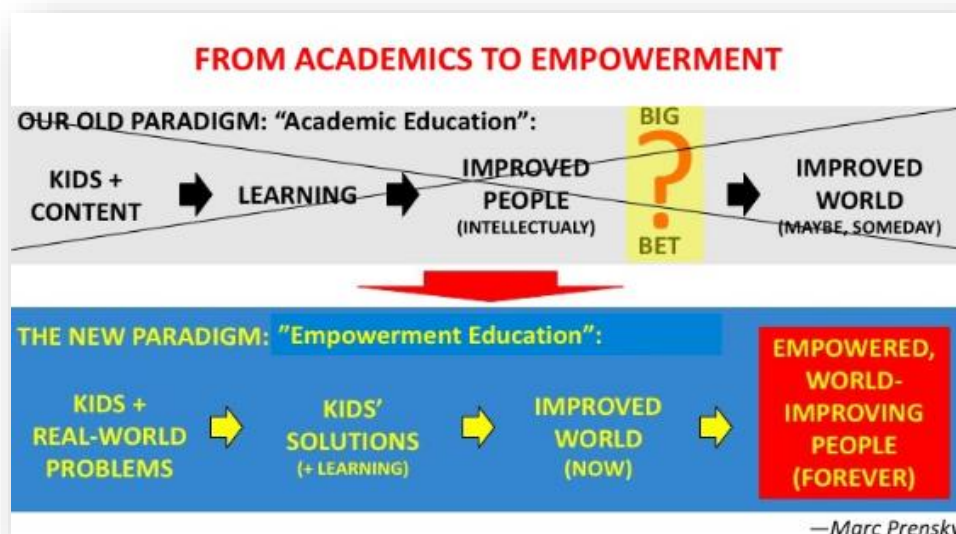 FROM ACADEMICS TO EMPOWERMENT
OUR OLD PARADIGM: "Academic Education":
KIDS +
CONTENT
LEARNING
IMPROVED
PEOPLE
(INTELLECTUALY)
BIG
?
BET
IMPROVED
WORLD
(MAYBE, SOMEDAY)
THE NEW PARADIGM: "Empowerment Education":
KIDS +
REAL-WORLD
PROBLEMS
KIDS'
SOLUTIONS
(+ LEARNING)
IMPROVED
WORLD
(NOW)
EMPOWERED,
WORLD-
IMPROVING
PEOPLE
(FOREVER)
—Marc Prensky